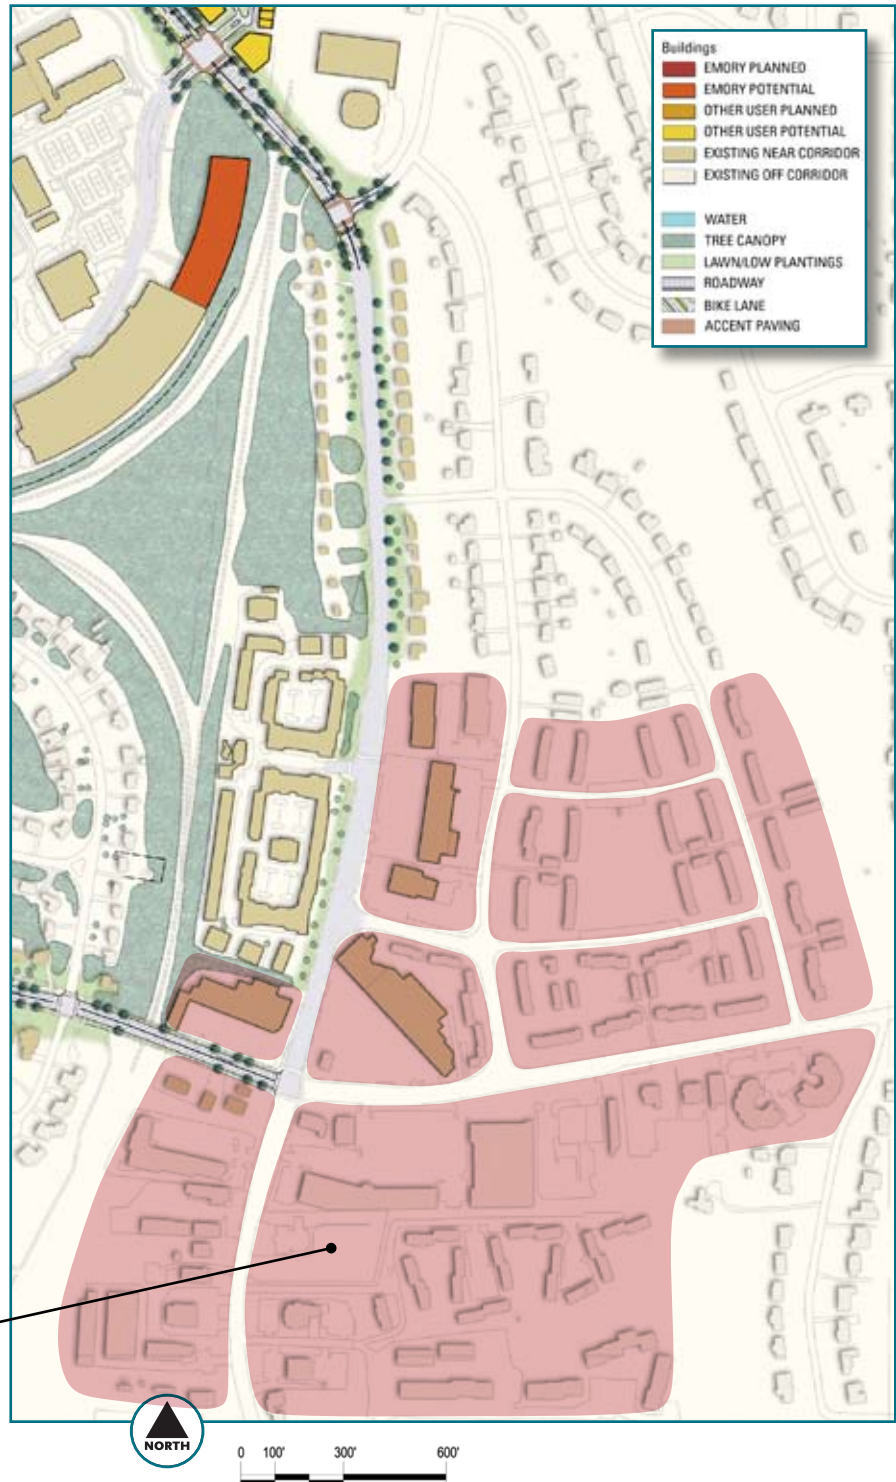 Buildings
EMORY PLANNED
EMORY POTENTIAL
OTHER USER PLANNED
OTHER USER POTENTIAL
EXISTING NEAR CORRIDOR
EXISTING OFF CORRIDOR
WATER
TREE CANOPY
LAWN/LOW PLANTINGS
ROADWAY
BIKE LANE
ACCENT PAVING
NORTH
0 100' 300' 600'